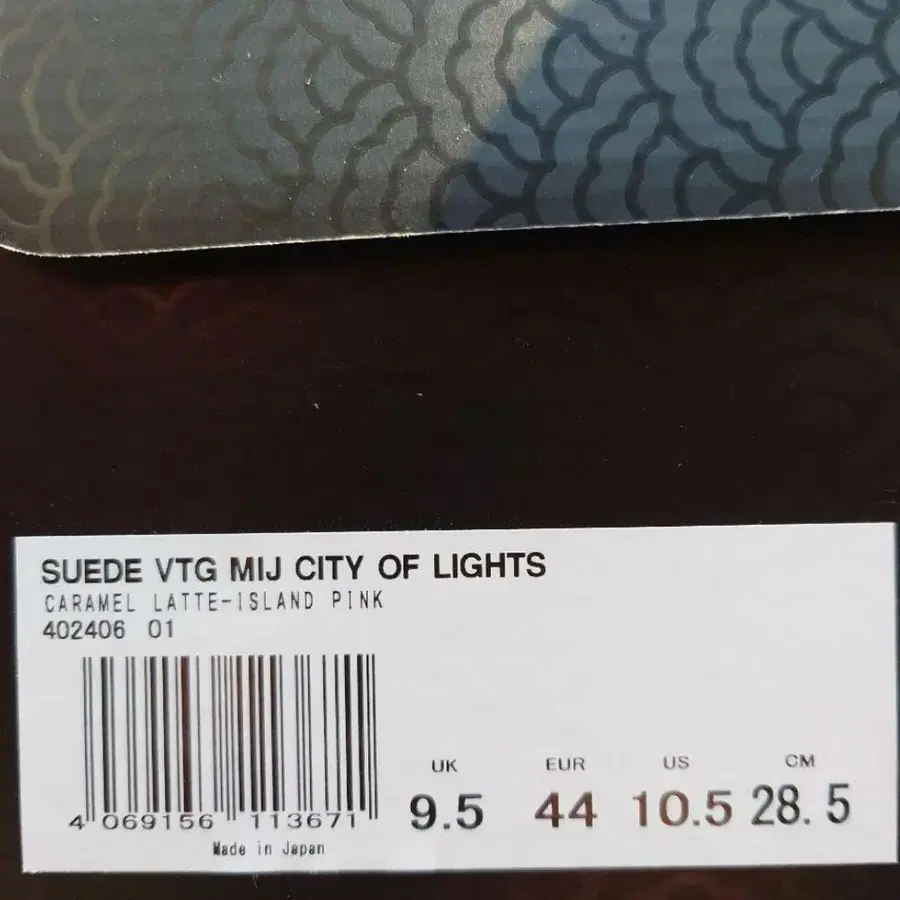 SUEDE VTG MIJ CITY OF LIGHTS
CARAMEL LATTE-ISLAND PINK
402406 01
UK EUR US CM
9.5 44 10.5 28.5
4 069156 113671
Made in Japan